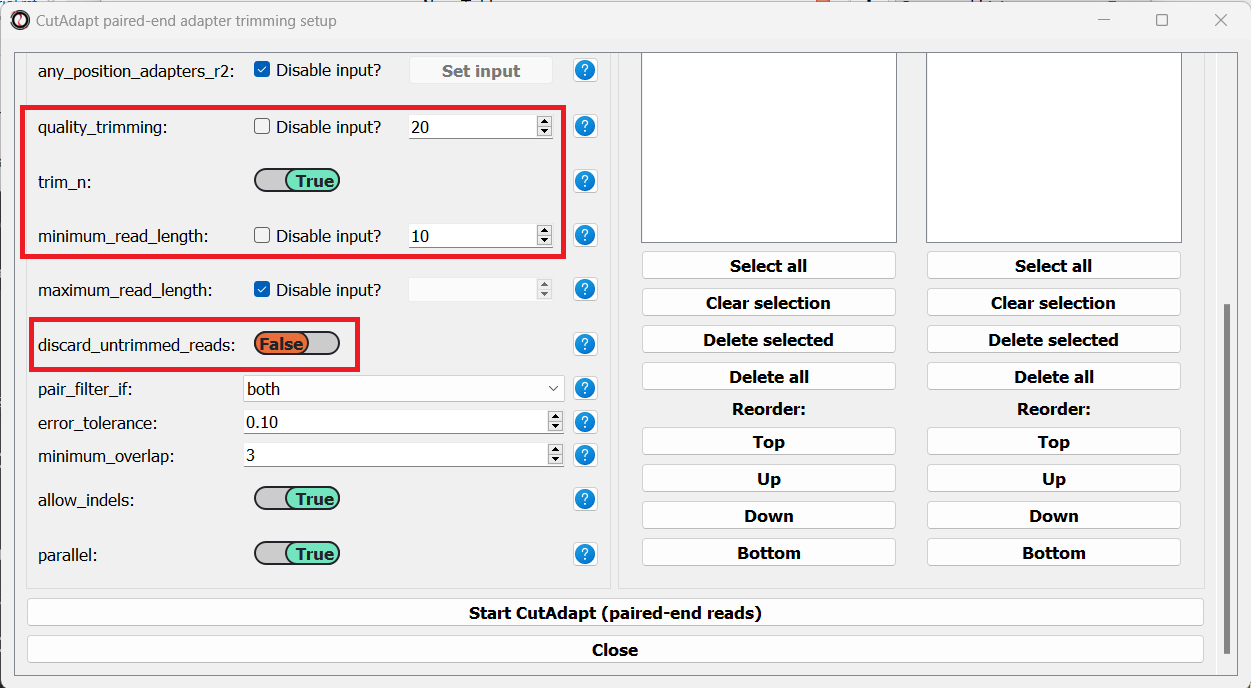 CutAdapt paired-end adapter trimming setup
any_position_adapters_r2: Disable input? Set input ?
quality_trimming: Disable input? 20 ?
trim_n: True ?
minimum_read_length: Disable input? 10 ?
maximum_read_length: Disable input? ?
discard_untrimmed_reads: False ?
pair_filter_if: both ?
error_tolerance: 0.10 ?
minimum_overlap: 3 ?
allow_indels: True ?
parallel: True ?
Select all Select all
Clear selection Clear selection
Delete selected Delete selected
Delete all Delete all
Reorder: Reorder:
Top Top
Up Up
Down Down
Bottom Bottom
Start CutAdapt (paired-end reads)
Close